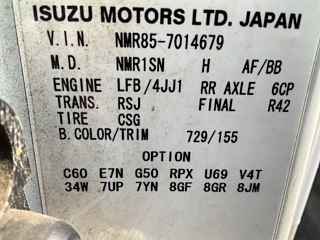 ISUZU MOTORS LTD. JAPAN
V.I.N. NMR85-7014679
M.D. NMR1SN H AF/BB
ENGINE LFB/4JJ1 RR AXLE 6CP
TRANS. RSJ FINAL R42
TIRE CSG
B.COLOR/TRIM 729/155
OPTION
C60 E7N G50 RPX U69 V4T
34W 7UP 7YN 8GF 8GR 8JM